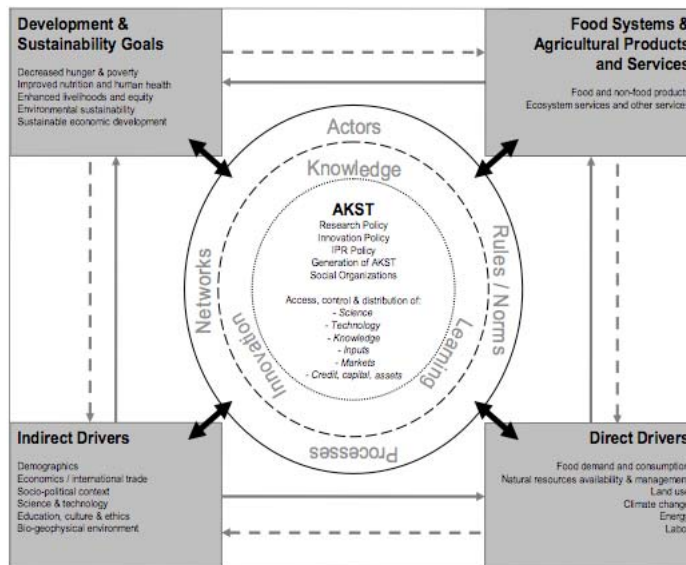 Development &
Sustainability Goals
Decreased hunger & poverty
Improved nutrition and human health
Enhanced livelihoods and equity
Environmental sustainability
Sustainable economic development
Food Systems &
Agricultural Products
and Services
Food and non-food products
Ecosystem services and other services
Actors
Knowledge
AKST
Research Policy
Innovation Policy
IPR Policy
Generation of AKST
Social Organizations
Access, control & distribution of:
- Science
- Technology
- Knowledge
- Inputs
- Markets
- Credit, capital, assets
Networks
Rules / Norms
Innovation
Learning
Processes
Indirect Drivers
Demographics
Economics / international trade
Socio-political context
Science & technology
Education, culture & ethics
Bio-geophysical environment
Direct Drivers
Food demand and consumption
Natural resources availability & management
Land use
Climate change
Energy
Labor